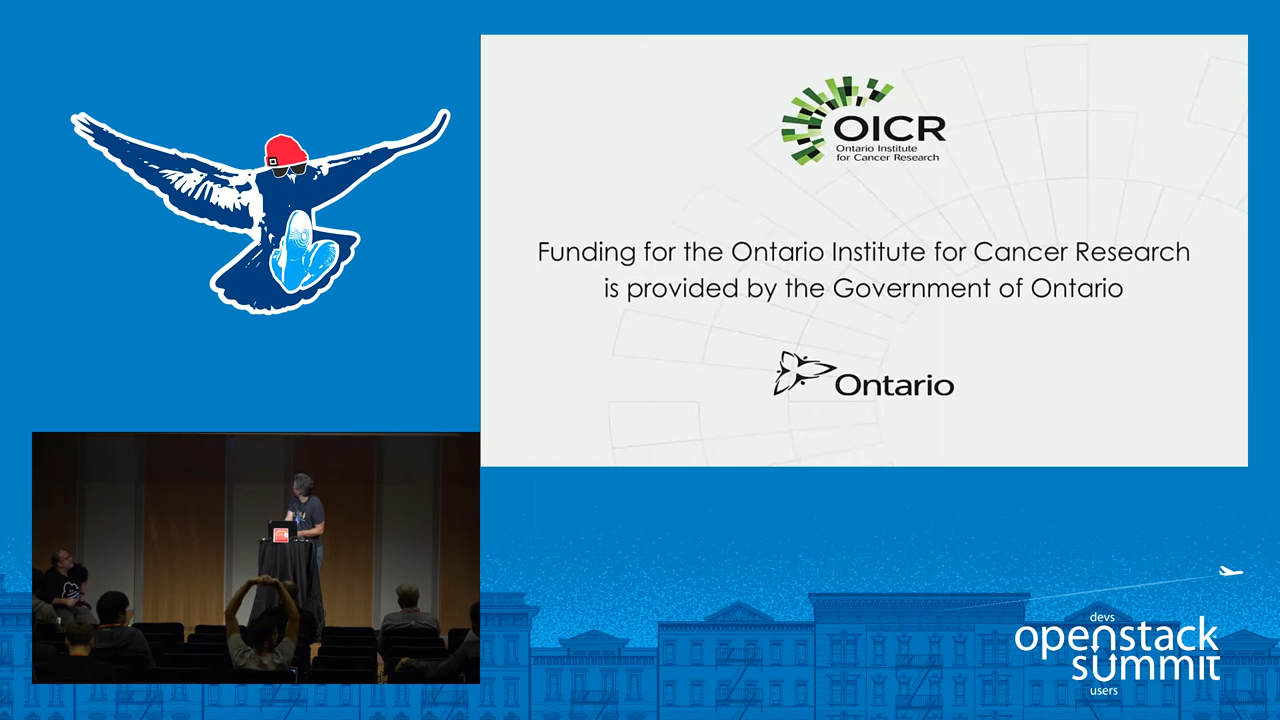 OICR
Ontario Institute
for Cancer Research
Funding for the Ontario Institute for Cancer Research
is provided by the Government of Ontario
Ontario
devs
openstack
summit
users